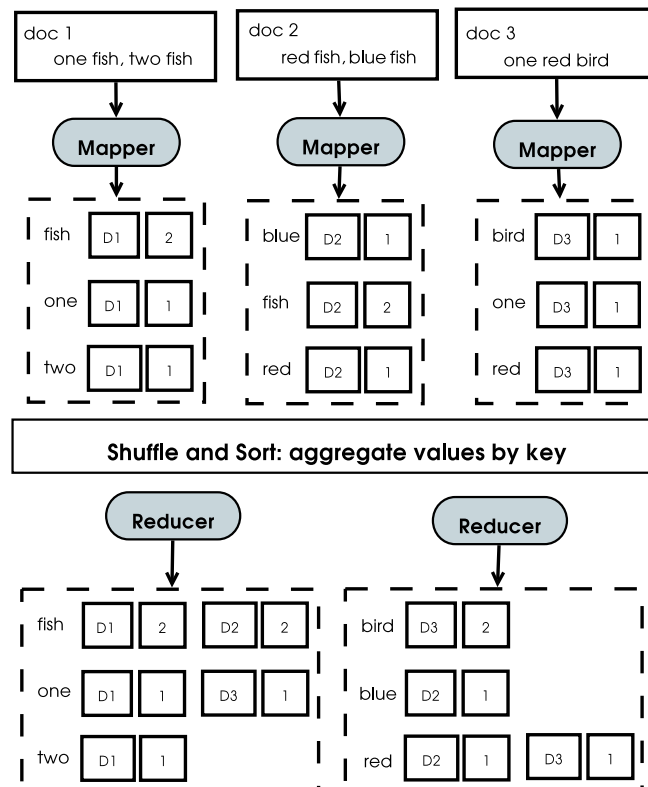 doc 1
one fish, two fish
doc 2
red fish, blue fish
doc 3
one red bird
Mapper
Mapper
Mapper
fish D1 2
one D1 1
two D1 1
blue D2 1
fish D2 2
red D2 1
bird D3 1
one D3 1
red D3 1
Shuffle and Sort: aggregate values by key
Reducer
Reducer
fish D1 2 D2 2
one D1 1 D3 1
two D1 1
bird D3 2
blue D2 1
red D2 1 D3 1